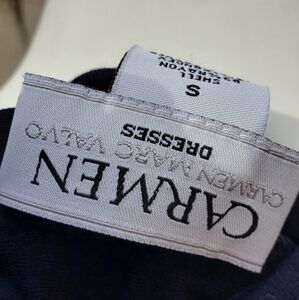 CARMEN
CARMEN MARC VALVO
DRESSES
S
SHELL